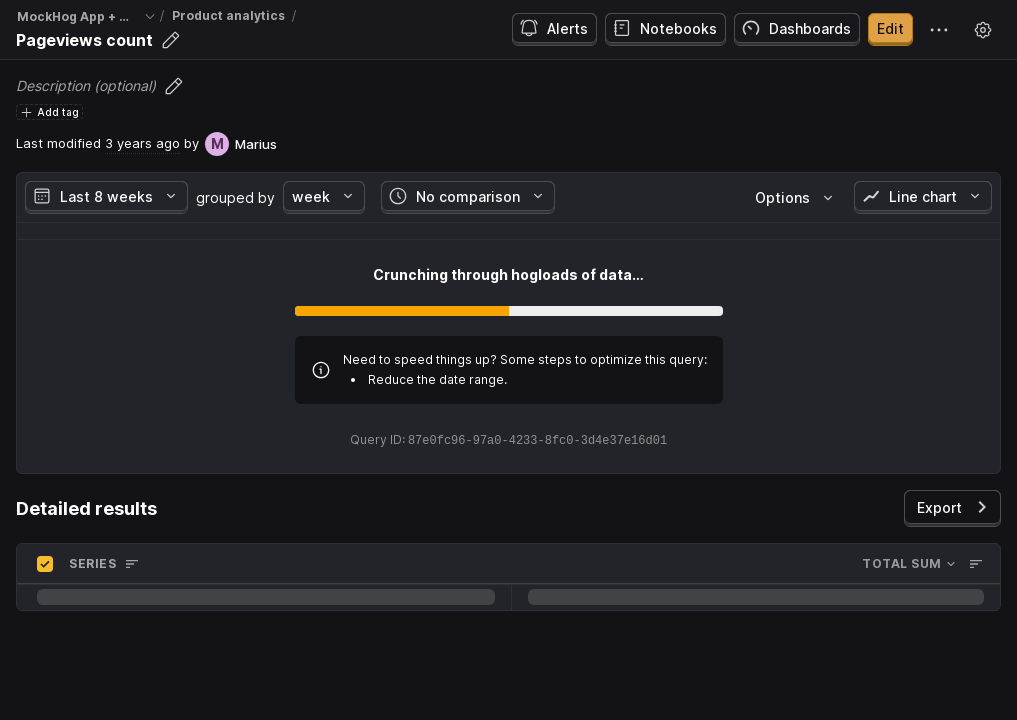 MockHog App + ... / Product analytics /
Pageviews count
Alerts Notebooks Dashboards Edit
Description (optional)
Add tag
Last modified 3 years ago by M Marius
Last 8 weeks grouped by week No comparison Options Line chart
Crunching through hogloads of data...
Need to speed things up? Some steps to optimize this query:
• Reduce the date range.
Query ID: 87e0fc96-97a0-4233-8fc0-3d4e37e16d01
Detailed results Export
SERIES TOTAL SUM